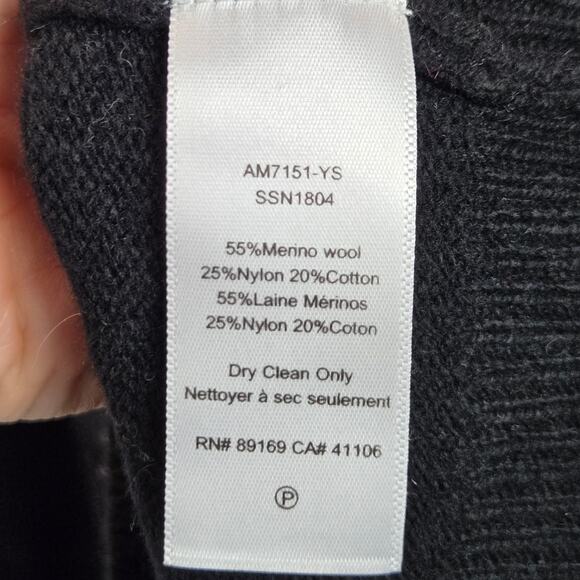 AM7151-YS
SSN1804
55%Merino wool
25%Nylon 20%Cotton
55%Laine Mérinos
25%Nylon 20%Coton
Dry Clean Only
Nettoyer à sec seulement
RN# 89169 CA# 41106
P